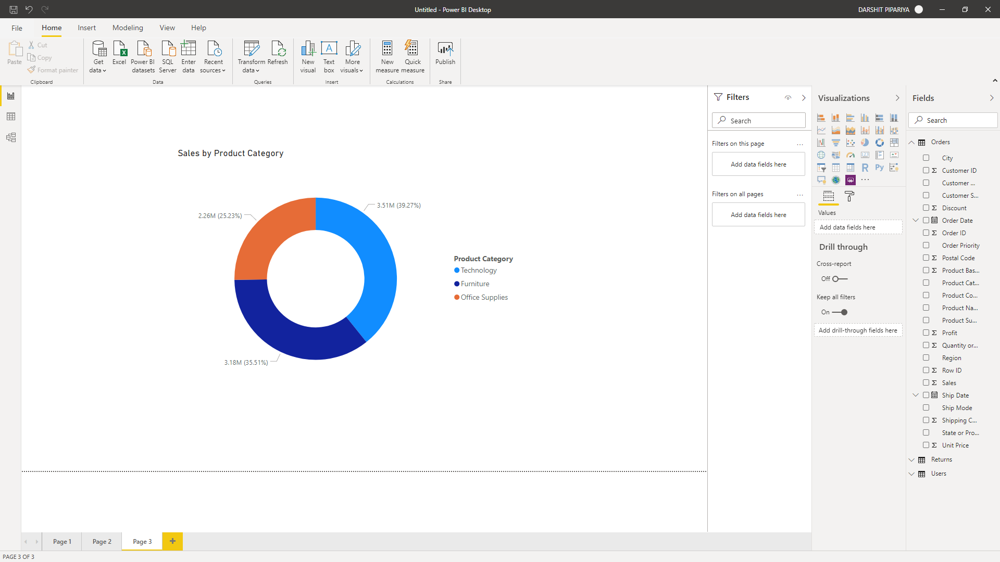 Untitled - Power BI Desktop
DARSHIT PIPARIYA
File
Home
Insert
Modeling
View
Help
Paste
Cut
Copy
Format painter
Clipboard
Get data
Excel
Power BI datasets
SQL Server
Enter data
Recent sources
Data
Transform data
Refresh
Queries
New visual
Text box
More visuals
Insert
New measure
Quick measure
Calculations
Publish
Share
Sales by Product Category
3.51M (39.27%)
2.26M (25.23%)
3.18M (35.51%)
Product Category
Technology
Furniture
Office Supplies
Filters
Search
Filters on this page
...
Add data fields here
Filters on all pages
...
Add data fields here
Visualizations
123
R
Py
...
Values
Add data fields here
Drill through
Cross-report
Off
Keep all filters
On
Add drill-through fields here
Fields
Search
Orders
City
Σ Customer ID
Customer ...
Customer S...
Σ Discount
Order Date
Σ Order ID
Order Priority
Σ Postal Code
Σ Product Bas...
Product Cat...
Product Co...
Product Na...
Product Su...
Σ Profit
Σ Quantity or...
Region
Σ Row ID
Σ Sales
Ship Date
Ship Mode
Σ Shipping C...
State or Pro...
Σ Unit Price
Returns
Users
Page 1
Page 2
Page 3
+
PAGE 3 OF 3